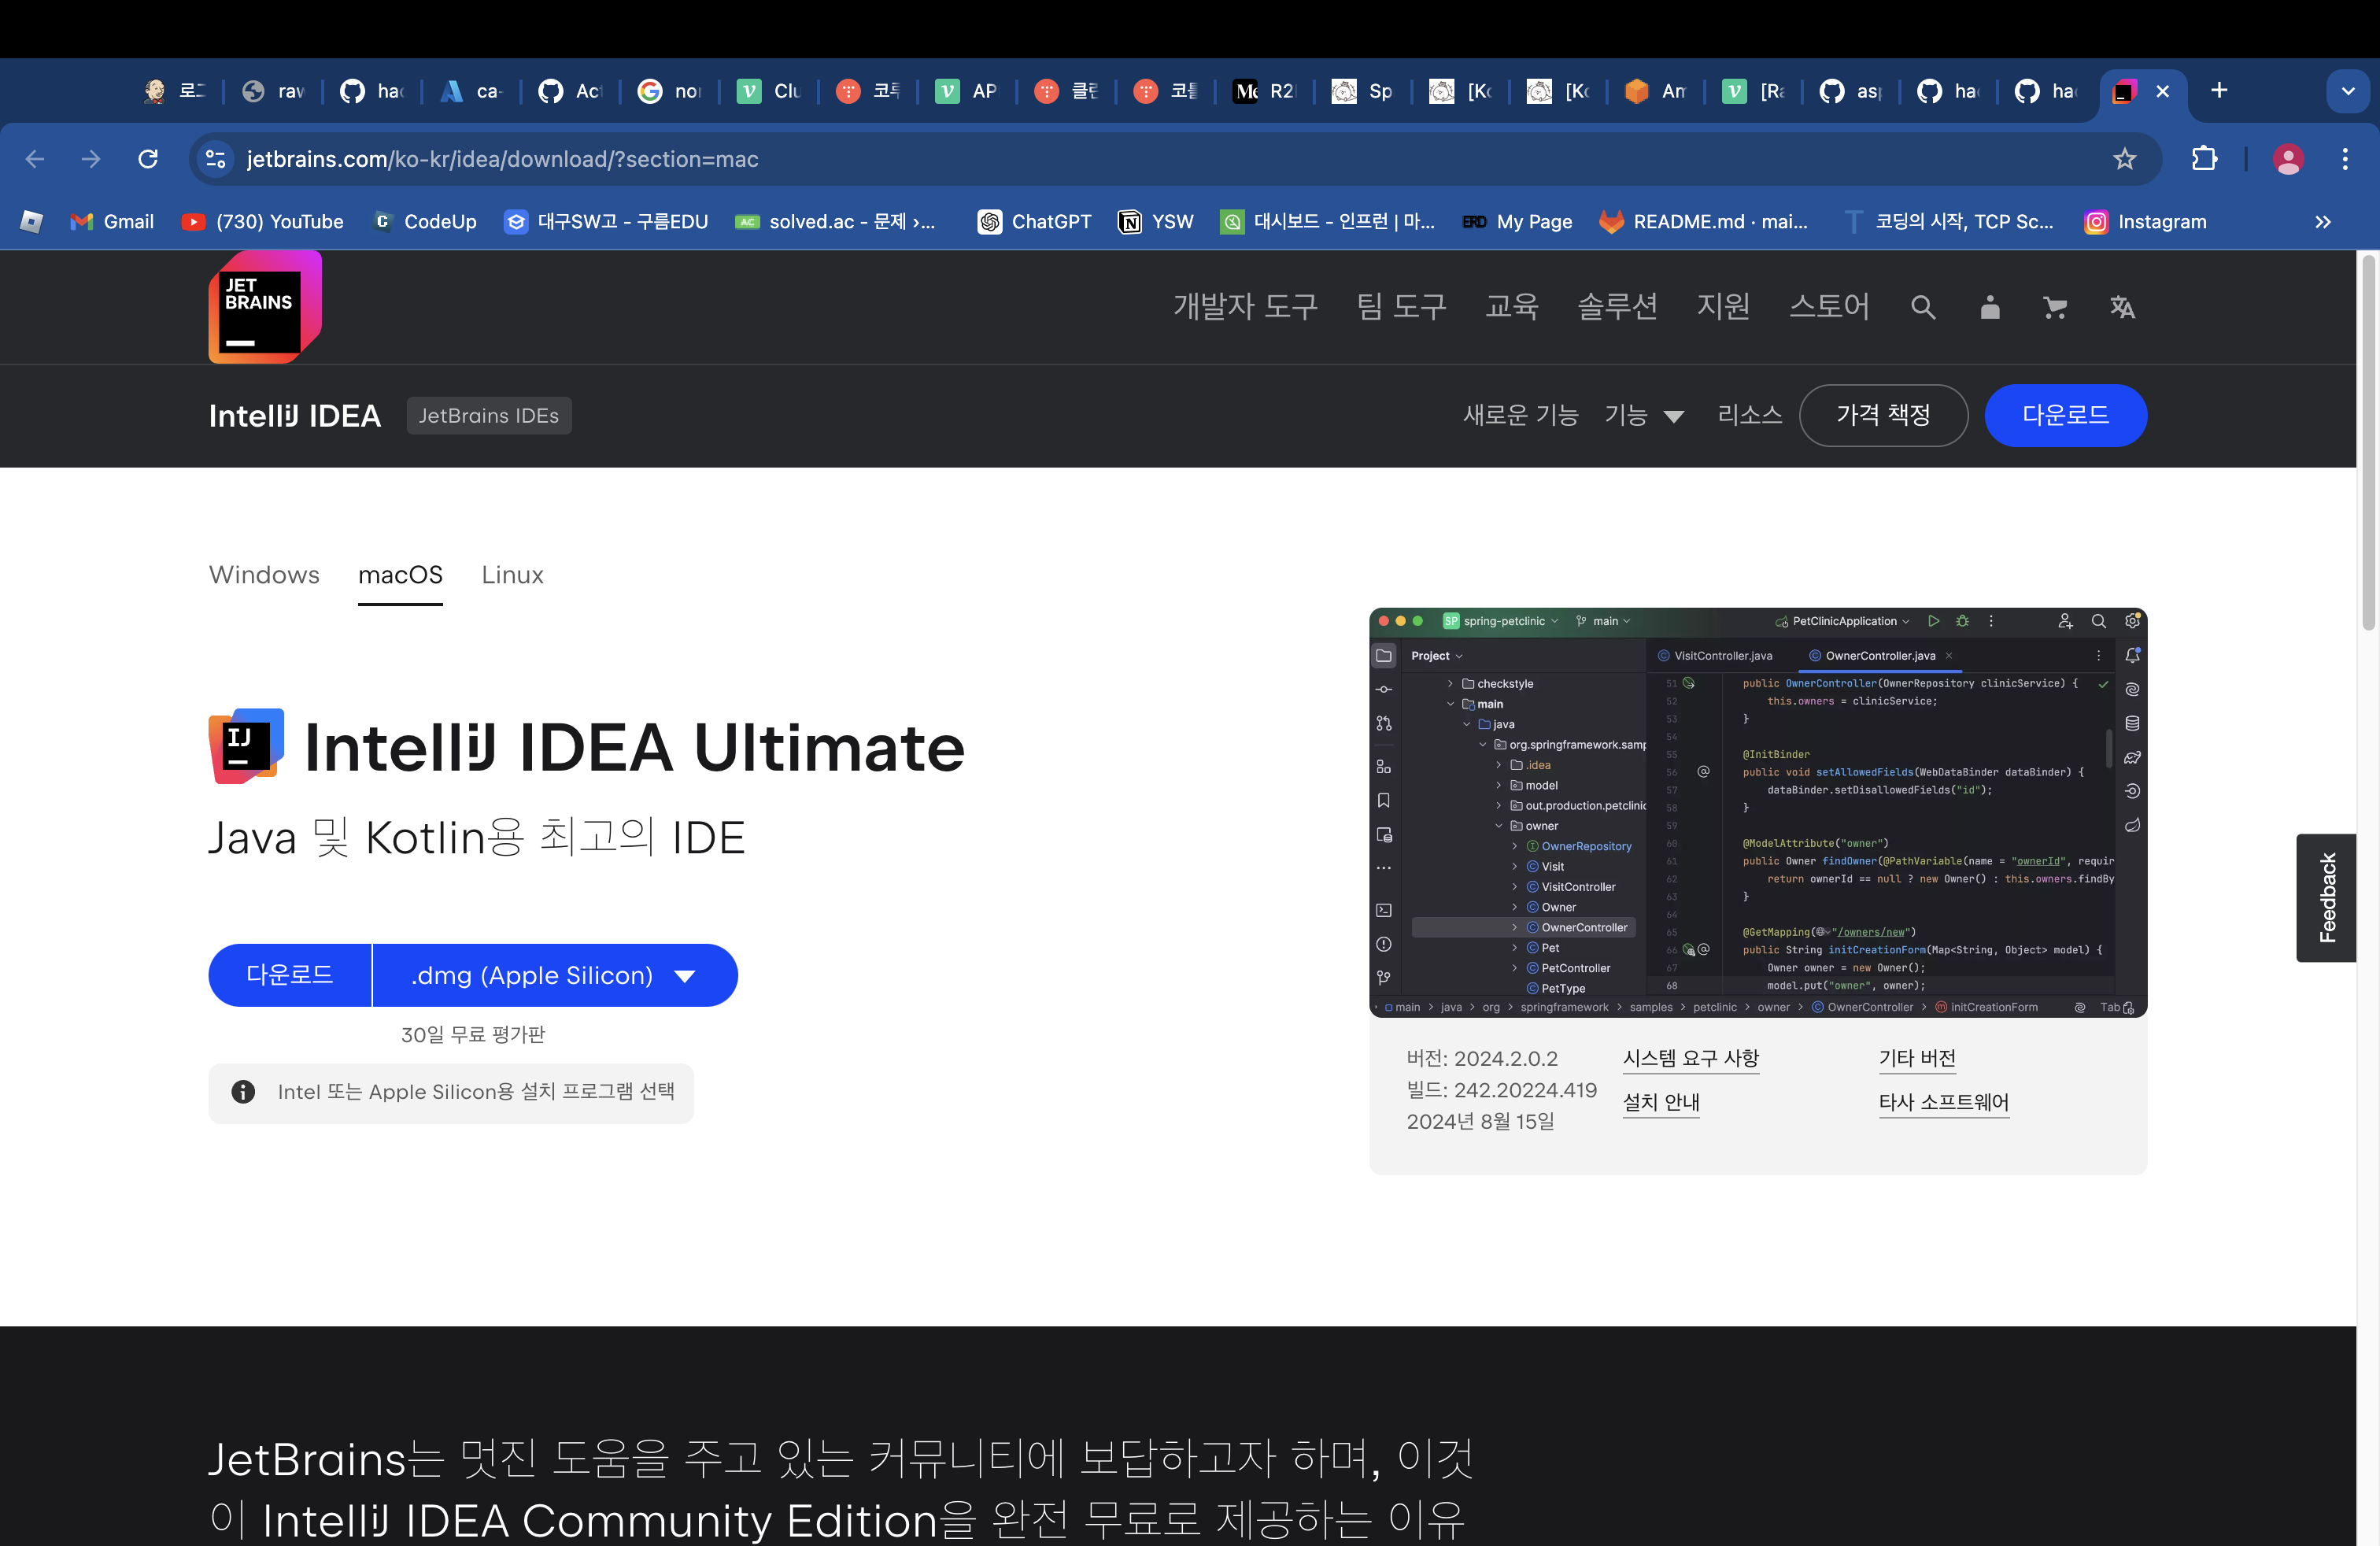 로그 raw hac ca- Act nor Clu 코투 AP 클린 코틀 R2 Sp [Ko [Ko Am [Ra asp hac hac
jetbrains.com/ko-kr/idea/download/?section=mac
Gmail (730) YouTube CodeUp 대구SW고 - 구름EDU solved.ac - 문제 ›... ChatGPT YSW 대시보드 - 인프런 | 마... My Page README.md · mai... 코딩의 시작, TCP Sc... Instagram
JET
BRAINS
개발자 도구 팀 도구 교육 솔루션 지원 스토어
IntelliJ IDEA JetBrains IDEs 새로운 기능 기능 리소스 가격 책정 다운로드
Windows macOS Linux
IJ IntelliJ IDEA Ultimate
Java 및 Kotlin용 최고의 IDE
다운로드 .dmg (Apple Silicon)
30일 무료 평가판
Intel 또는 Apple Silicon용 설치 프로그램 선택
SP spring-petclinic main PetClinicApplication
Project VisitController.java OwnerController.java
checkstyle
main
java
org.springframework.samp
.idea
model
out.production.petclinic
owner
OwnerRepository
Visit
VisitController
Owner
OwnerController
Pet
PetController
PetType
51 public OwnerController(OwnerRepository clinicService) {
52 this.owners = clinicService;
53 }
54
55 @InitBinder
56 public void setAllowedFields(WebDataBinder dataBinder) {
57 dataBinder.setDisallowedFields("id");
58 }
59
60 @ModelAttribute("owner")
61 public Owner findOwner(@PathVariable(name = "ownerId", requir
62 return ownerId == null ? new Owner() : this.owners.findBy
63 }
64
65 @GetMapping("/owners/new")
66 public String initCreationForm(Map<String, Object> model) {
67 Owner owner = new Owner();
68 model.put("owner", owner);
main > java > org > springframework > samples > petclinic > owner > OwnerController > initCreationForm Tab
버전: 2024.2.0.2
빌드: 242.20224.419
2024년 8월 15일
시스템 요구 사항
설치 안내
기타 버전
타사 소프트웨어
Feedback
JetBrains는 멋진 도움을 주고 있는 커뮤니티에 보답하고자 하며, 이것
이 IntelliJ IDEA Community Edition을 완전 무료로 제공하는 이유